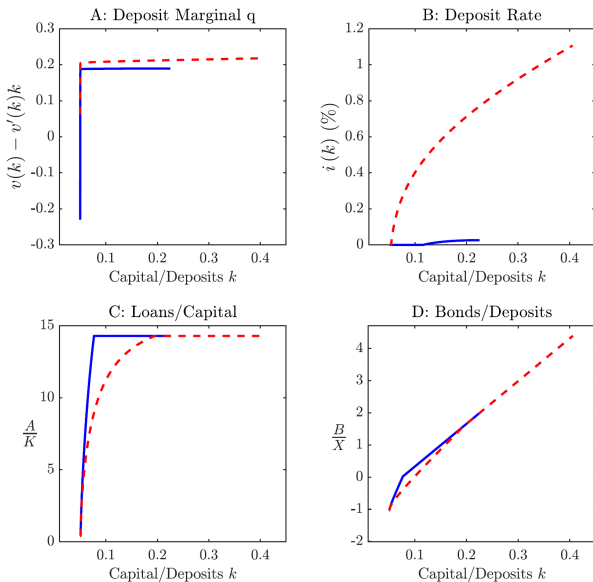 A: Deposit Marginal q
0.3
0.2
0.1
0
-0.1
-0.2
-0.3
v(k) − v′(k)k
0.1 0.2 0.3 0.4
Capital/Deposits k
B: Deposit Rate
1.2
1
0.8
0.6
0.4
0.2
0
i (k) (%)
0.1 0.2 0.3 0.4
Capital/Deposits k
C: Loans/Capital
15
10
5
0
A
K
0.1 0.2 0.3 0.4
Capital/Deposits k
D: Bonds/Deposits
4
3
2
1
0
-1
-2
B
X
0.1 0.2 0.3 0.4
Capital/Deposits k